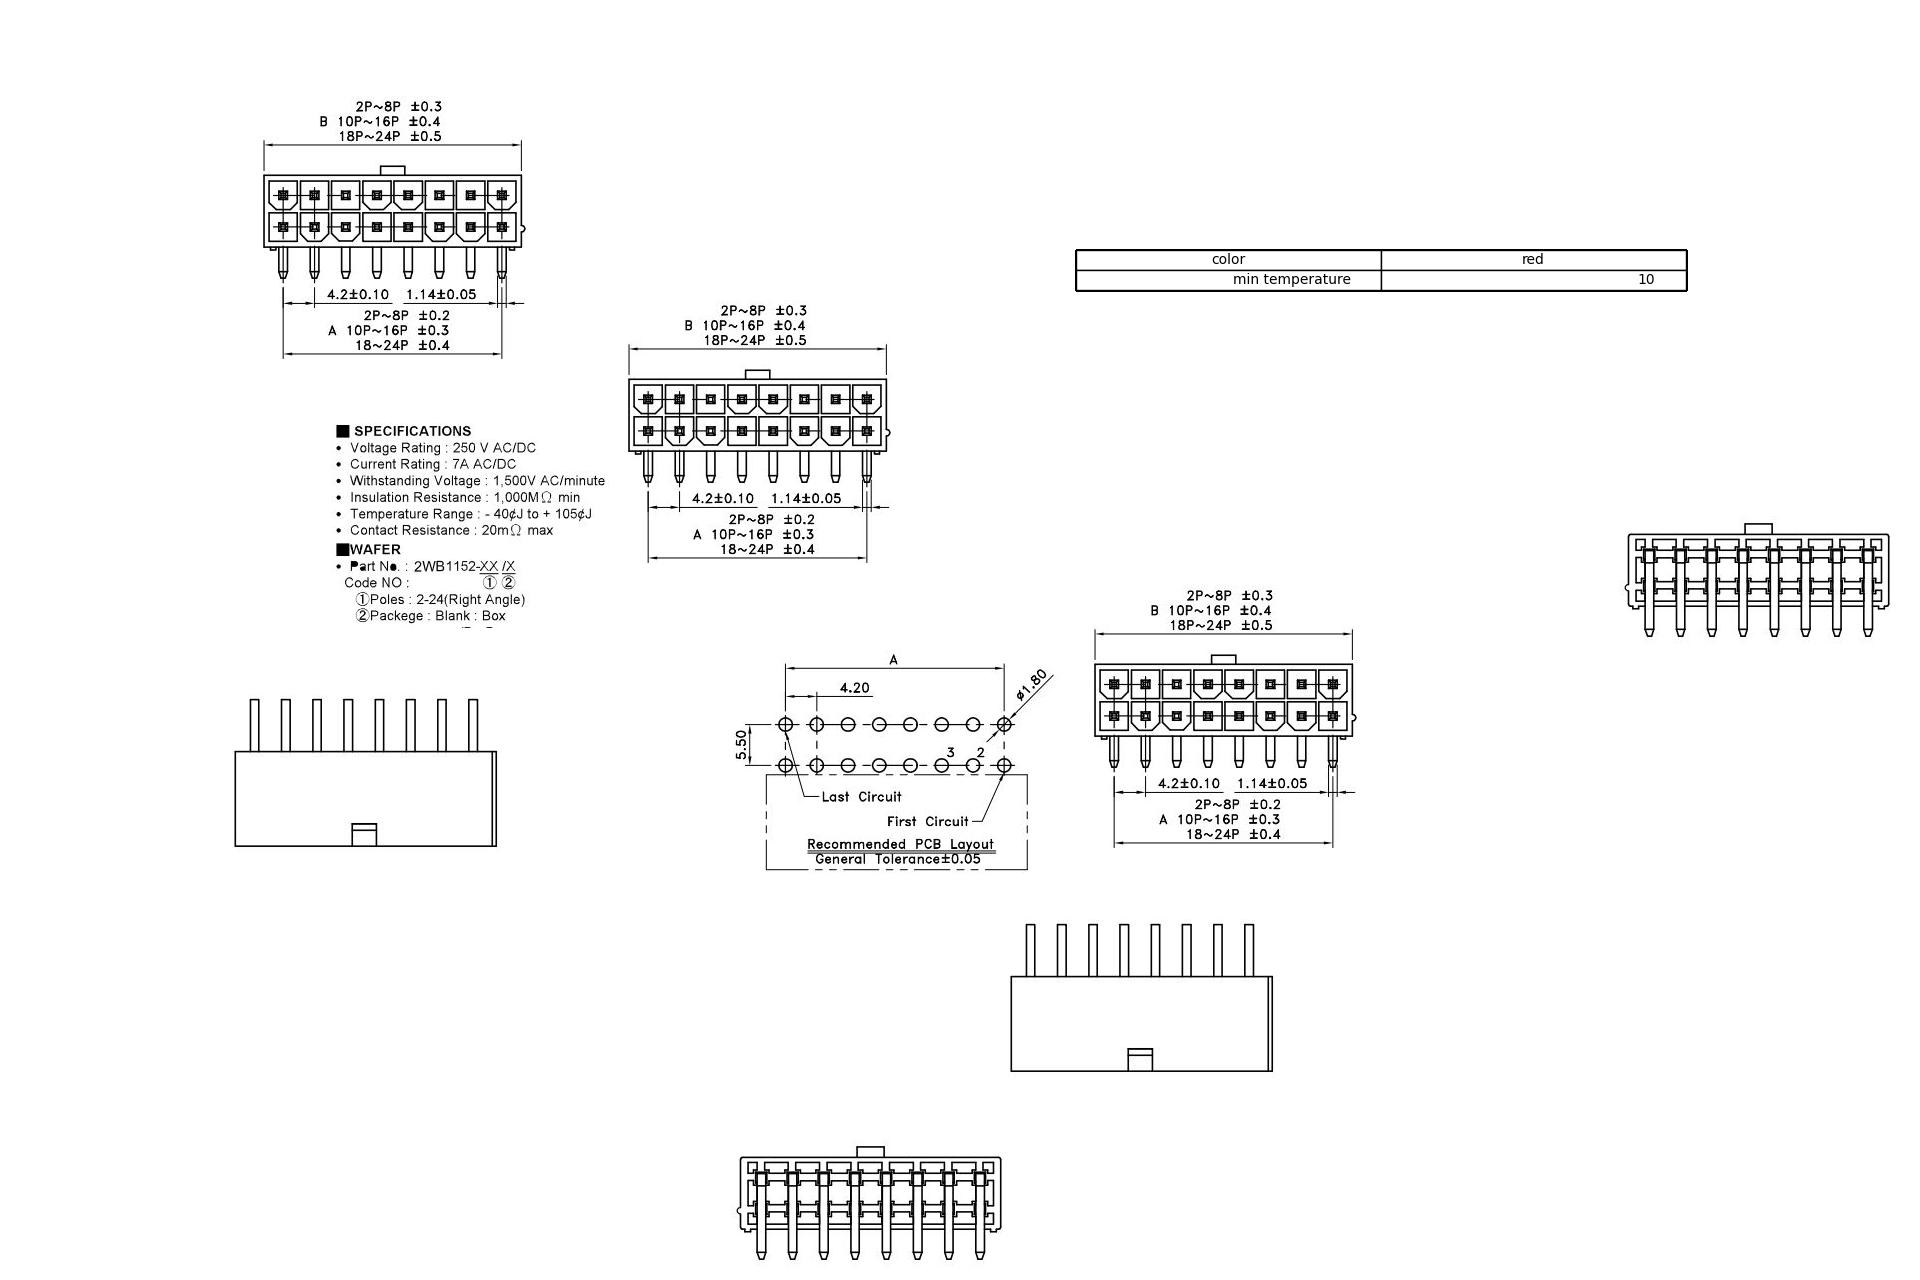 2P~8P ±0.3
B 10P~16P ±0.4
18P~24P ±0.5
4.2±0.10 1.14±0.05
2P~8P ±0.2
A 10P~16P ±0.3
18~24P ±0.4
color red
min temperature 10
2P~8P ±0.3
B 10P~16P ±0.4
18P~24P ±0.5
4.2±0.10 1.14±0.05
2P~8P ±0.2
A 10P~16P ±0.3
18~24P ±0.4
■ SPECIFICATIONS
• Voltage Rating : 250 V AC/DC
• Current Rating : 7A AC/DC
• Withstanding Voltage : 1,500V AC/minute
• Insulation Resistance : 1,000MΩ min
• Temperature Range : - 40¢J to + 105¢J
• Contact Resistance : 20mΩ max
■WAFER
• Part No. : 2WB1152-XX /X
Code NO : ① ②
①Poles : 2-24(Right Angle)
②Packege : Blank : Box
2P~8P ±0.3
B 10P~16P ±0.4
18P~24P ±0.5
4.2±0.10 1.14±0.05
2P~8P ±0.2
A 10P~16P ±0.3
18~24P ±0.4
A
4.20
ø1.80
5.50
3 2
Last Circuit
First Circuit
Recommended PCB Layout
General Tolerance±0.05